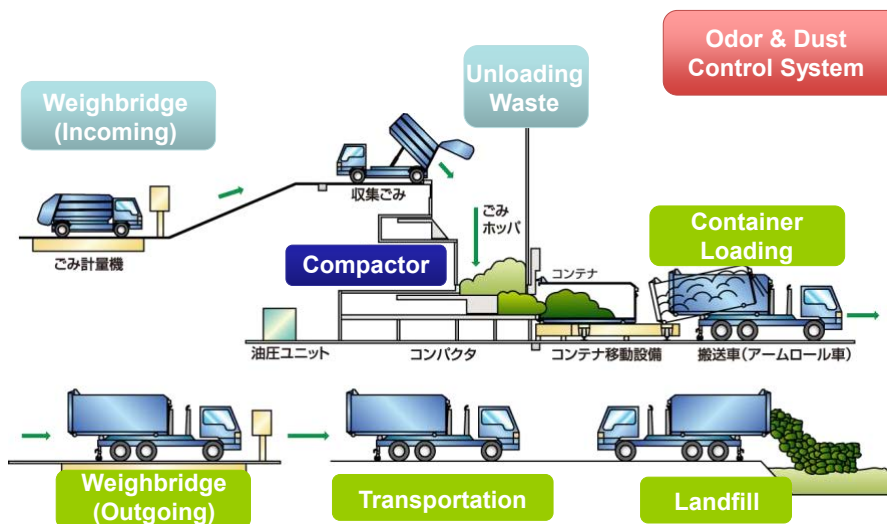 Odor & Dust
Control System
Unloading
Waste
Weighbridge
(Incoming)
収集ごみ
ごみ
ホッパ
Container
Loading
ごみ計量機
Compactor
コンテナ
油圧ユニット
コンパクタ
コンテナ移動設備
搬送車(アームロール車)
Weighbridge
(Outgoing)
Transportation
Landfill